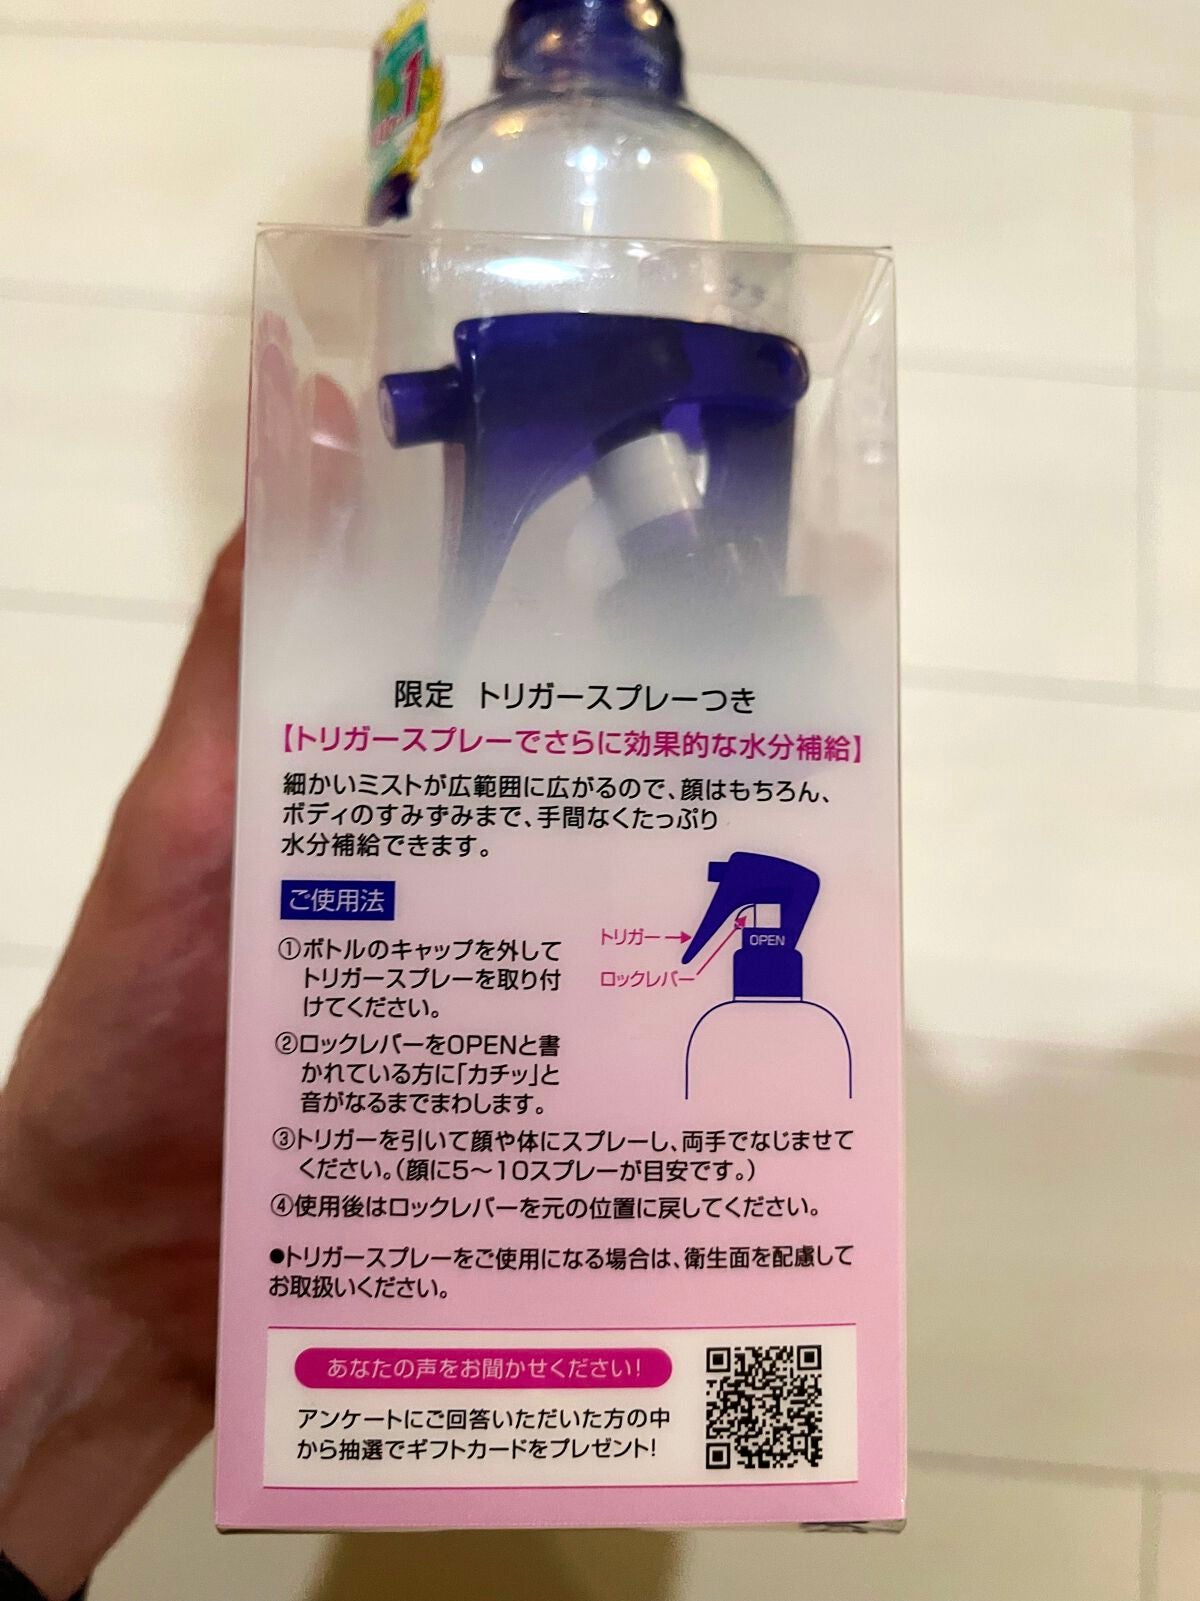 No.1
限定 トリガースプレーつき
【トリガースプレーでさらに効果的な水分補給】
細かいミストが広範囲に広がるので、顔はもちろん、
ボディのすみずみまで、手間なくたっぷり
水分補給できます。
ご使用法
①ボトルのキャップを外して
トリガースプレーを取り付
けてください。
②ロックレバーをOPENと書
かれている方に「カチッ」と
音がなるまでまわします。
トリガー
ロックレバー
OPEN
③トリガーを引いて顔や体にスプレーし、両手でなじませて
ください。(顔に5～10スプレーが目安です。)
④使用後はロックレバーを元の位置に戻してください。
●トリガースプレーをご使用になる場合は、衛生面を配慮して
お取扱いください。
あなたの声をお聞かせください!
アンケートにご回答いただいた方の中
から抽選でギフトカードをプレゼント!